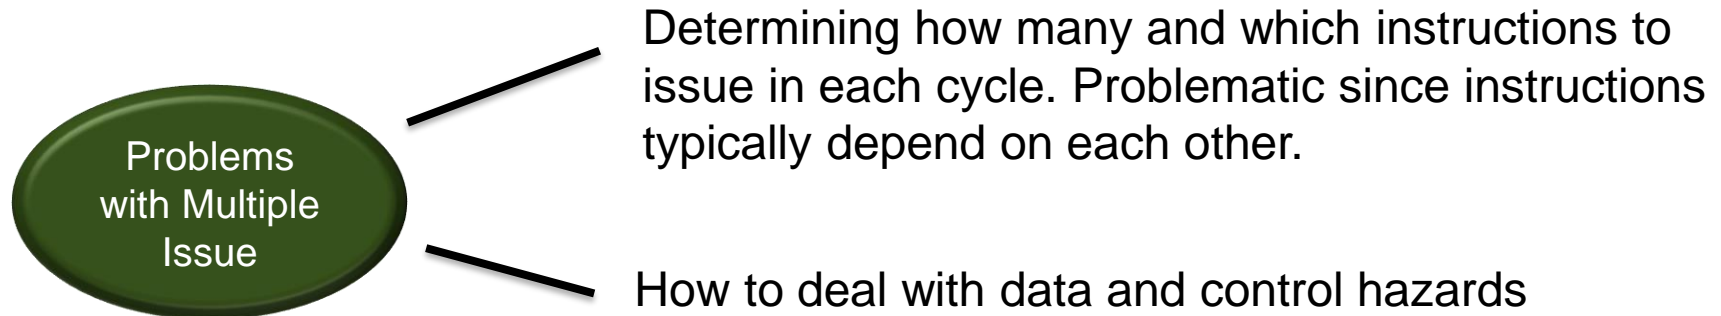 Determining how many and which instructions to
issue in each cycle. Problematic since instructions
typically depend on each other.
Problems
with Multiple
Issue
How to deal with data and control hazards